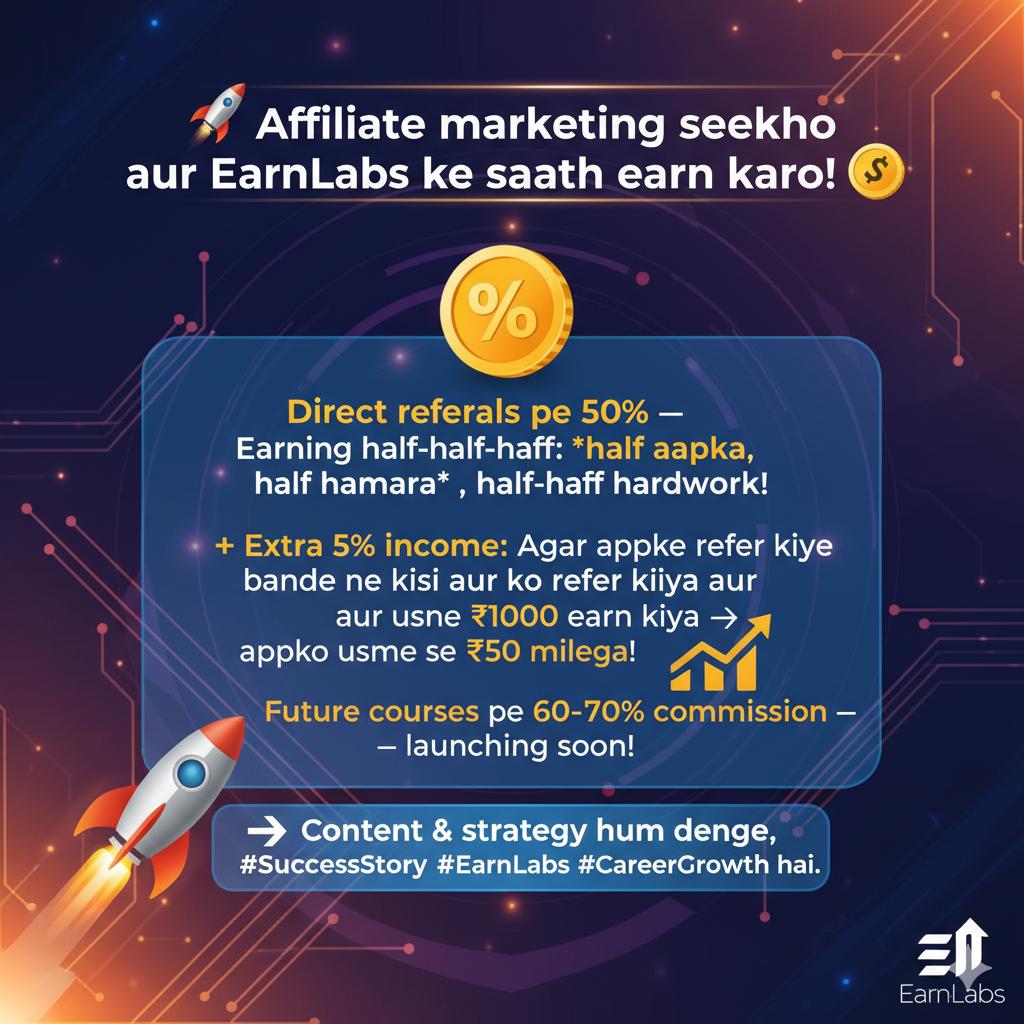 Affiliate marketing seekho
aur EarnLabs ke saath earn karo!
$
%
Direct referals pe 50% —
Earning half-half-haff: *half aapka,
half hamara* , half-haff hardwork!
+ Extra 5% income: Agar appke refer kiye
bande ne kisi aur ko refer kiiya aur
aur usne ₹1000 earn kiya →
appko usme se ₹50 milega!
Future courses pe 60-70% commission —
— launching soon!
→ Content & strategy hum denge,
#SuccessStory #EarnLabs #CareerGrowth hai.
EarnLabs